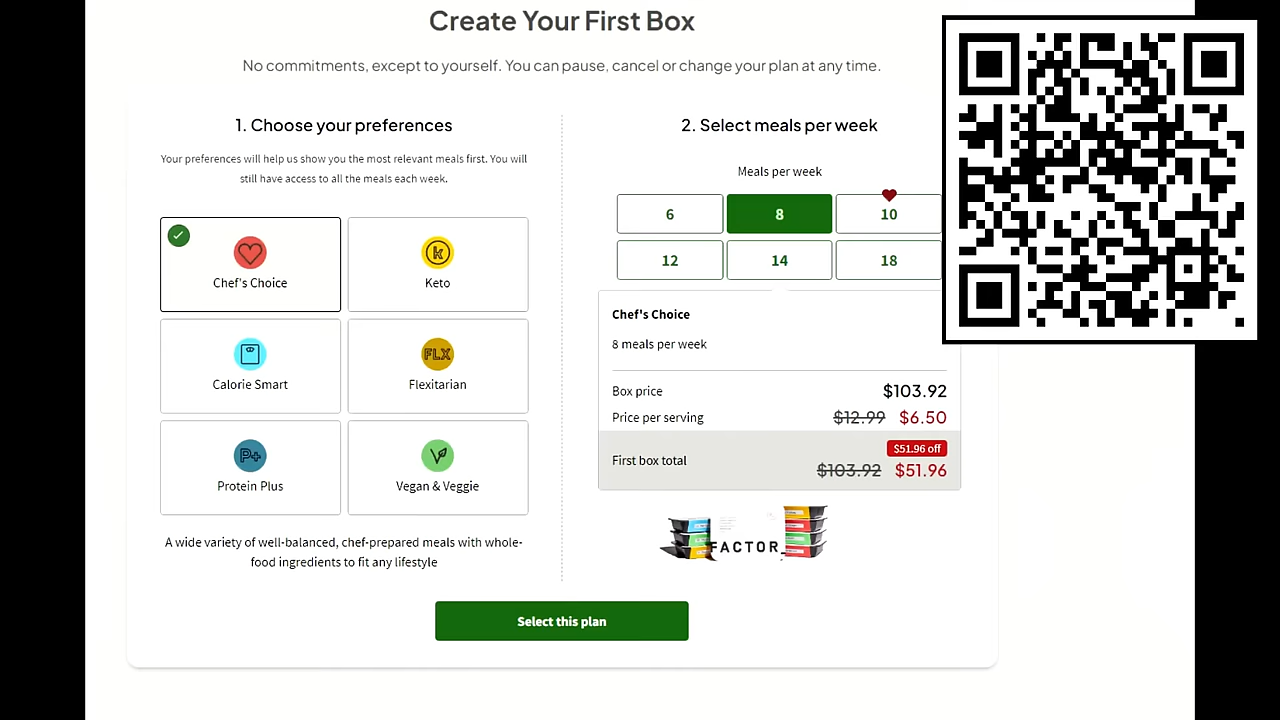 Create Your First Box
No commitments, except to yourself. You can pause, cancel or change your plan at any time.
1. Choose your preferences
Your preferences will help us show you the most relevant meals first. You will
still have access to all the meals each week.
Chef's Choice
k
Keto
Calorie Smart
FLX
Flexitarian
P+
Protein Plus
V
Vegan & Veggie
A wide variety of well-balanced, chef-prepared meals with whole-
food ingredients to fit any lifestyle
2. Select meals per week
Meals per week
6
8
10
12
14
18
Chef's Choice
8 meals per week
Box price $103.92
Price per serving $12.99 $6.50
$51.96 off
First box total $103.92 $51.96
FACTOR_
Select this plan